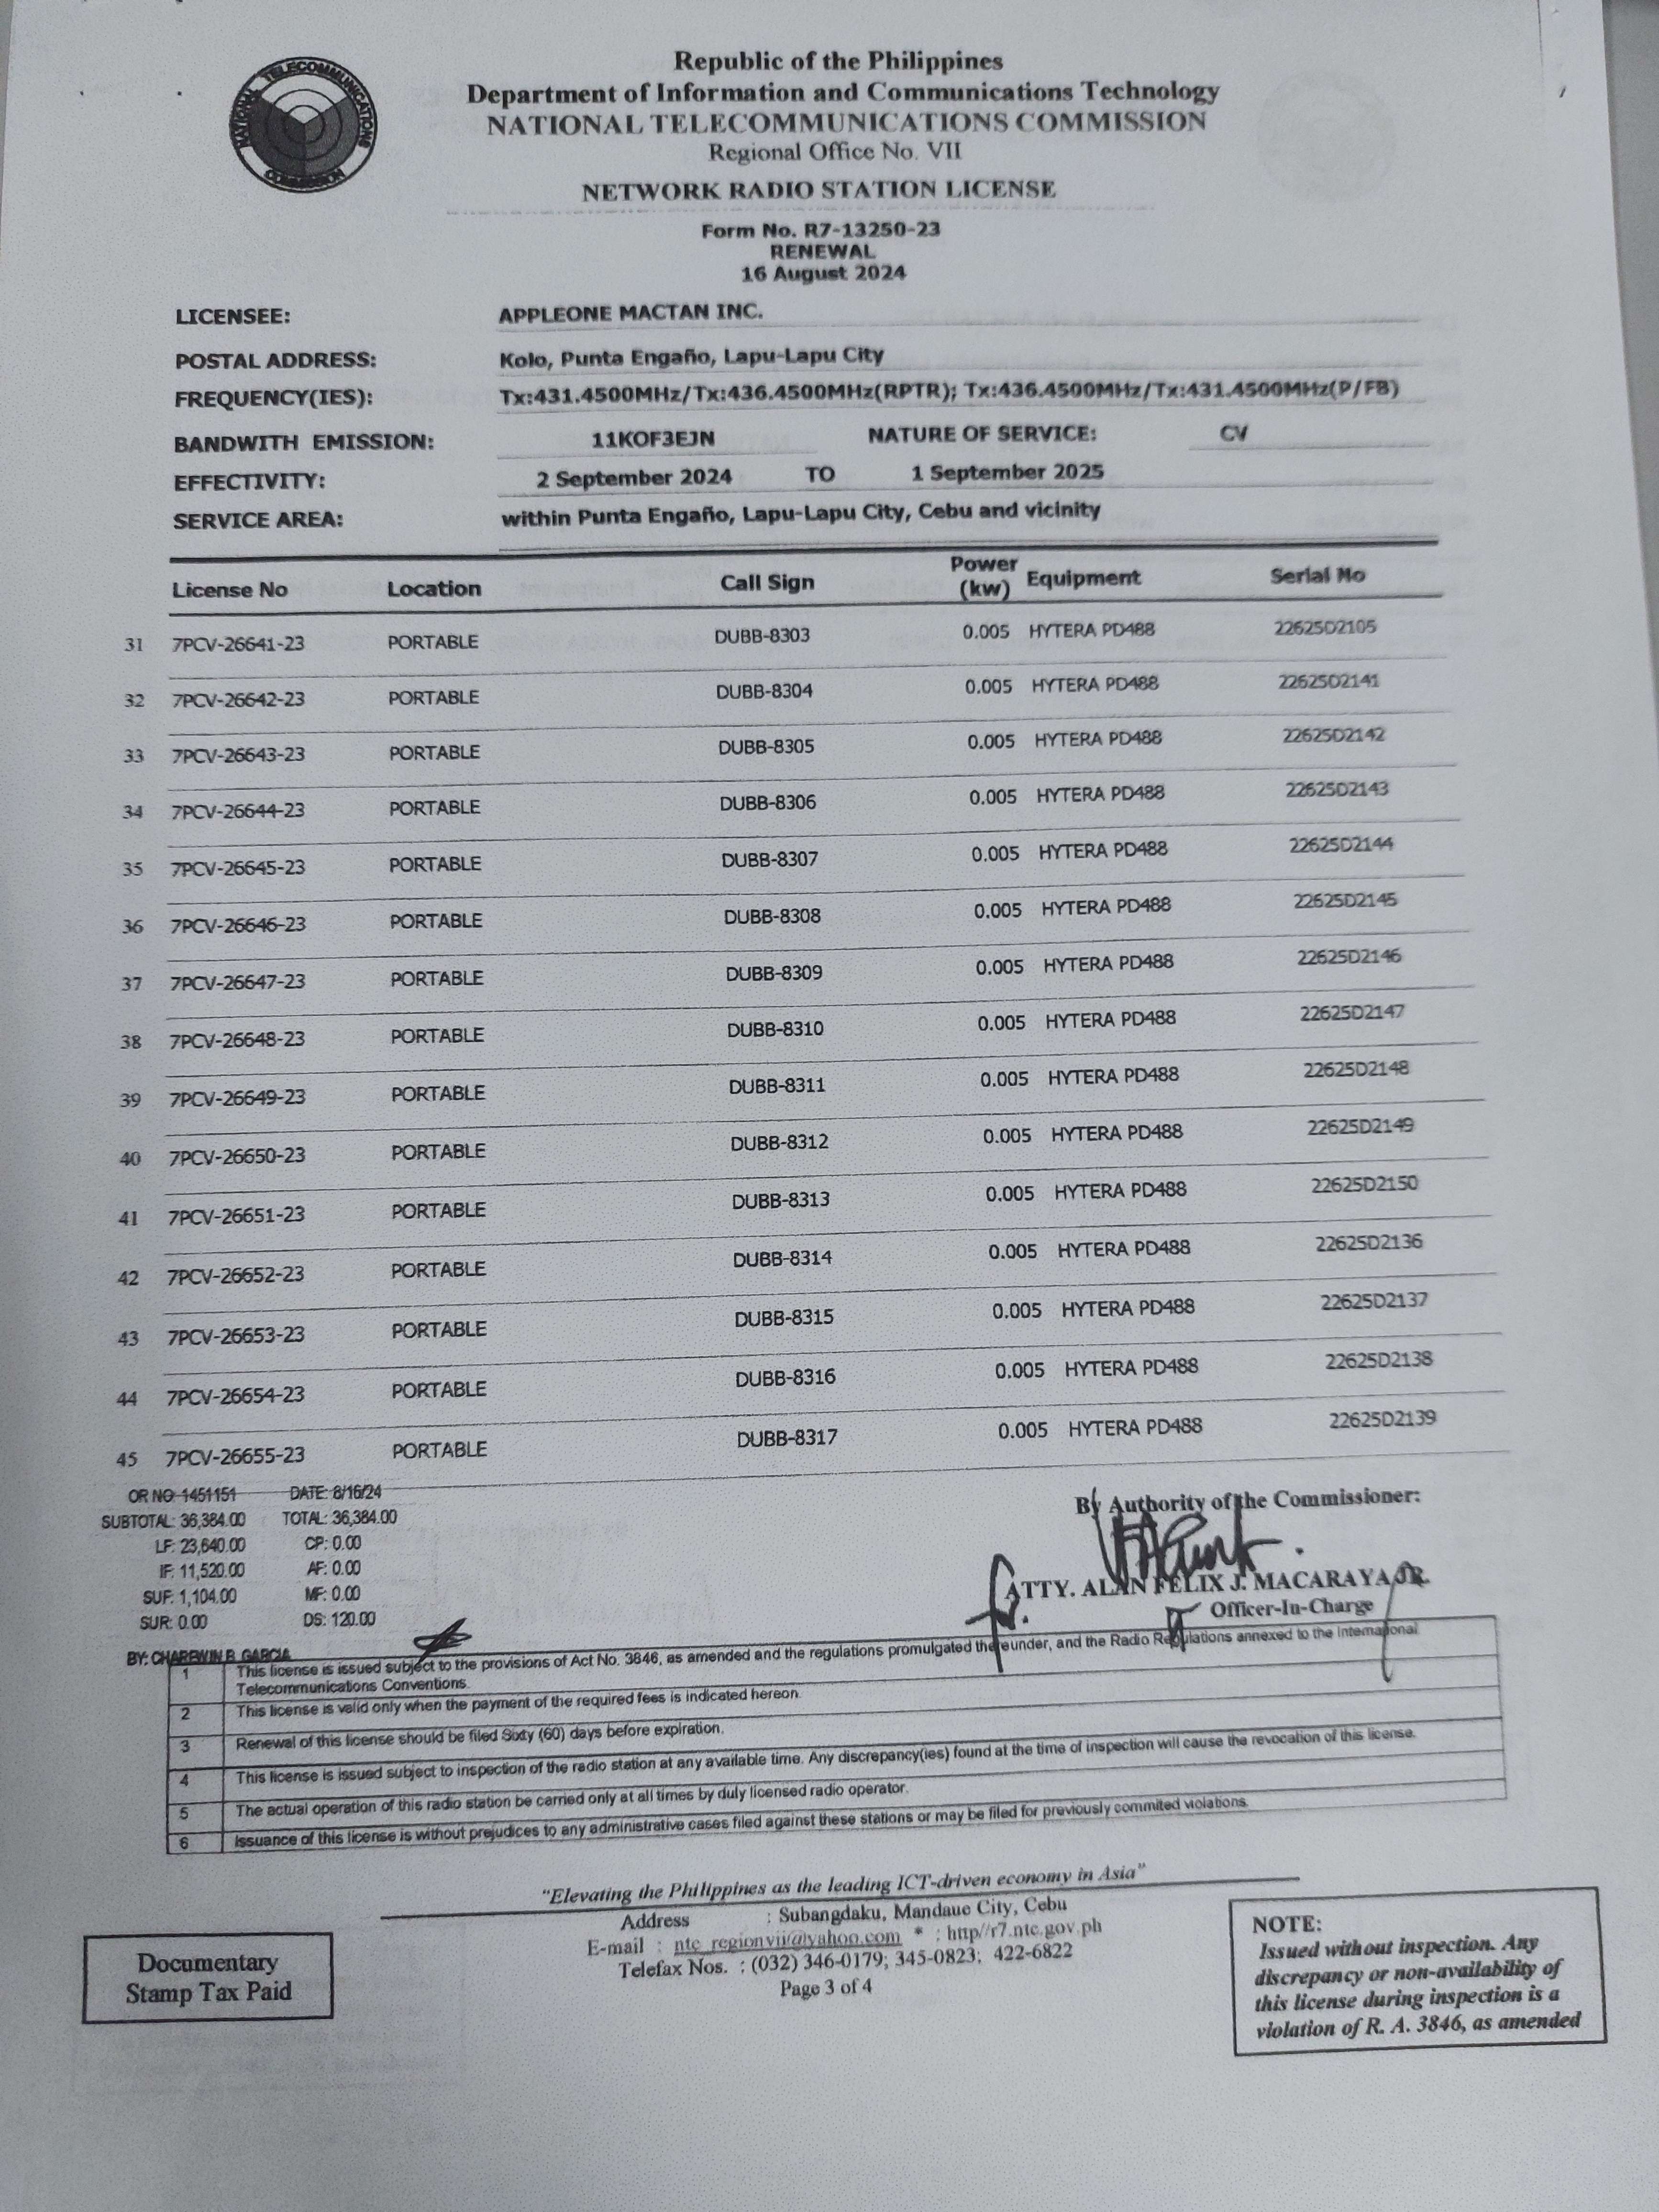 NATIONAL TELECOMMUNICATIONS COMMISSION
Republic of the Philippines
Department of Information and Communications Technology
NATIONAL TELECOMMUNICATIONS COMMISSION
Regional Office No. VII
NETWORK RADIO STATION LICENSE
Form No. R7-13250-23
RENEWAL
16 August 2024
LICENSEE: APPLEONE MACTAN INC.
POSTAL ADDRESS: Kolo, Punta Engaño, Lapu-Lapu City
FREQUENCY(IES): Tx:431.4500MHz/Tx:436.4500MHz(RPTR); Tx:436.4500MHz/Tx:431.4500MHz(P/FB)
BANDWITH EMISSION: 11KOF3EJN NATURE OF SERVICE: CV
EFFECTIVITY: 2 September 2024 TO 1 September 2025
SERVICE AREA: within Punta Engaño, Lapu-Lapu City, Cebu and vicinity
License No Location Call Sign Power (kw) Equipment Serial No
31 7PCV-26641-23 PORTABLE DUBB-8303 0.005 HYTERA PD488 22625D2105
32 7PCV-26642-23 PORTABLE DUBB-8304 0.005 HYTERA PD488 22625D2141
33 7PCV-26643-23 PORTABLE DUBB-8305 0.005 HYTERA PD488 22625D2142
34 7PCV-26644-23 PORTABLE DUBB-8306 0.005 HYTERA PD488 22625D2143
35 7PCV-26645-23 PORTABLE DUBB-8307 0.005 HYTERA PD488 22625D2144
36 7PCV-26646-23 PORTABLE DUBB-8308 0.005 HYTERA PD488 22625D2145
37 7PCV-26647-23 PORTABLE DUBB-8309 0.005 HYTERA PD488 22625D2146
38 7PCV-26648-23 PORTABLE DUBB-8310 0.005 HYTERA PD488 22625D2147
39 7PCV-26649-23 PORTABLE DUBB-8311 0.005 HYTERA PD488 22625D2148
40 7PCV-26650-23 PORTABLE DUBB-8312 0.005 HYTERA PD488 22625D2149
41 7PCV-26651-23 PORTABLE DUBB-8313 0.005 HYTERA PD488 22625D2150
42 7PCV-26652-23 PORTABLE DUBB-8314 0.005 HYTERA PD488 22625D2136
43 7PCV-26653-23 PORTABLE DUBB-8315 0.005 HYTERA PD488 22625D2137
44 7PCV-26654-23 PORTABLE DUBB-8316 0.005 HYTERA PD488 22625D2138
45 7PCV-26655-23 PORTABLE DUBB-8317 0.005 HYTERA PD488 22625D2139
OR NO 1451151 DATE: 8/16/24
SUBTOTAL: 36,384.00 TOTAL: 36,384.00
LF: 23,640.00 CP: 0.00
IF: 11,520.00 AF: 0.00
SUF: 1,104.00 MF: 0.00
SUR: 0.00 DS: 120.00
BY: CHAREWIN B. GARCIA
By Authority of the Commissioner:
for. ATTY. ALAN FELIX J. MACARAYA JR.
Officer-In-Charge
1 This license is issued subject to the provisions of Act No. 3846, as amended and the regulations promulgated thereunder, and the Radio Regulations annexed to the International
Telecommunications Conventions.
2 This license is valid only when the payment of the required fees is indicated hereon.
3 Renewal of this license should be filed Sixty (60) days before expiration.
4 This license is issued subject to inspection of the radio station at any available time. Any discrepancy(ies) found at the time of inspection will cause the revocation of this license.
5 The actual operation of this radio station be carried only at all times by duly licensed radio operator.
6 Issuance of this license is without prejudices to any administrative cases filed against these stations or may be filed for previously commited violations.
"Elevating the Philippines as the leading ICT-driven economy in Asia"
Address : Subangdaku, Mandaue City, Cebu
E-mail : ntc_regionvii@yahoo.com * : http//r7.ntc.gov.ph
Telefax Nos. : (032) 346-0179; 345-0823; 422-6822
Page 3 of 4
Documentary
Stamp Tax Paid
NOTE:
Issued without inspection. Any
discrepancy or non-availability of
this license during inspection is a
violation of R. A. 3846, as amended